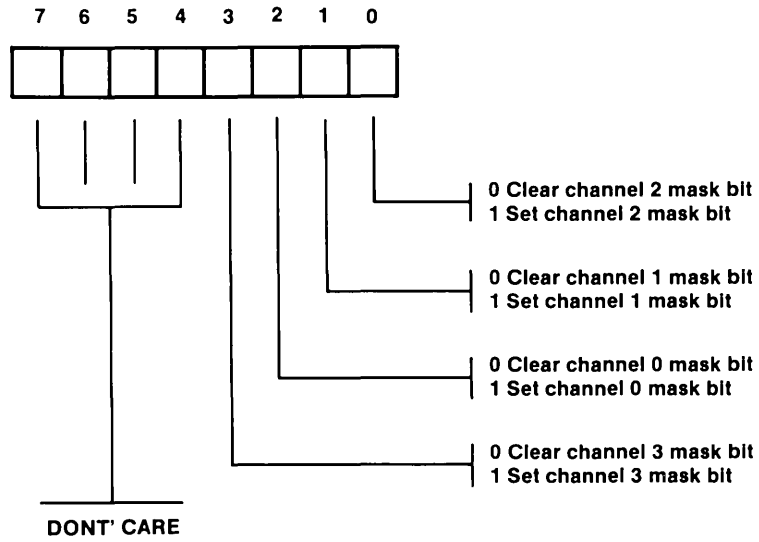 7 6 5 4 3 2 1 0
0 Clear channel 2 mask bit
1 Set channel 2 mask bit
0 Clear channel 1 mask bit
1 Set channel 1 mask bit
0 Clear channel 0 mask bit
1 Set channel 0 mask bit
0 Clear channel 3 mask bit
1 Set channel 3 mask bit
DONT' CARE